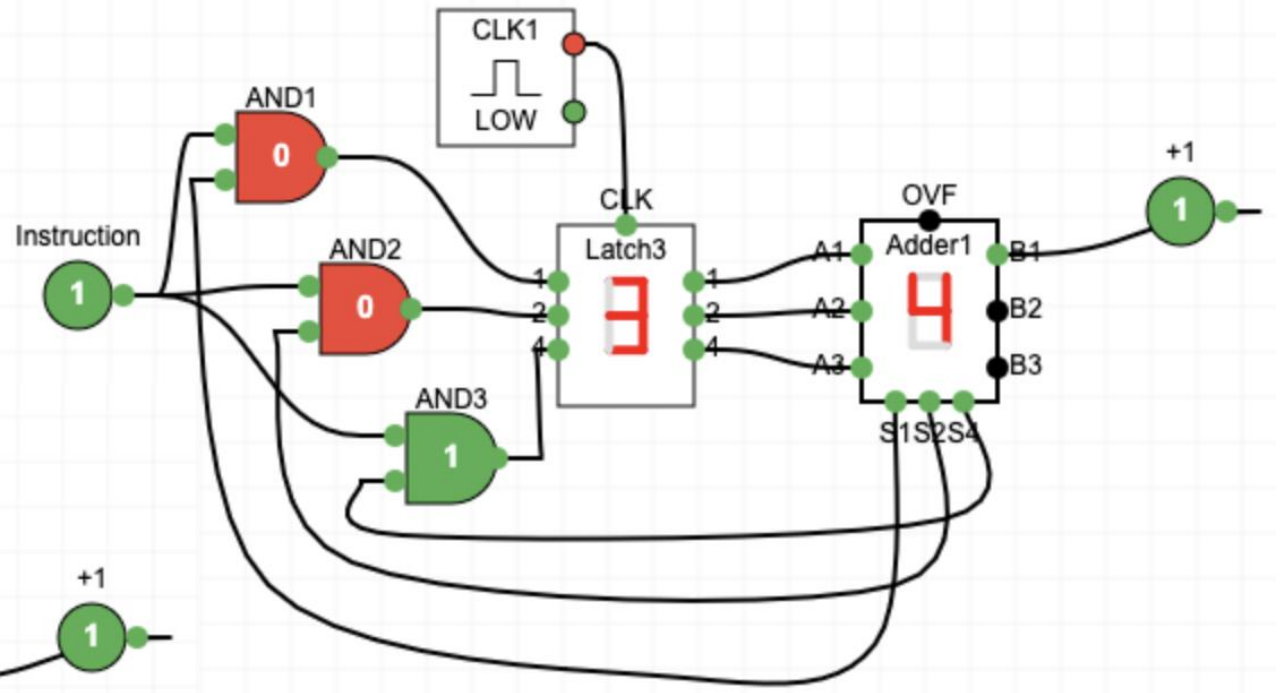 CLK1
LOW
AND1
0
Instruction
1
AND2
0
AND3
1
CLK
Latch3
1
2
4
3
1
2
4
OVF
Adder1
A1
A2
A3
4
B1
B2
B3
S1S2S4
+1
1
+1
1